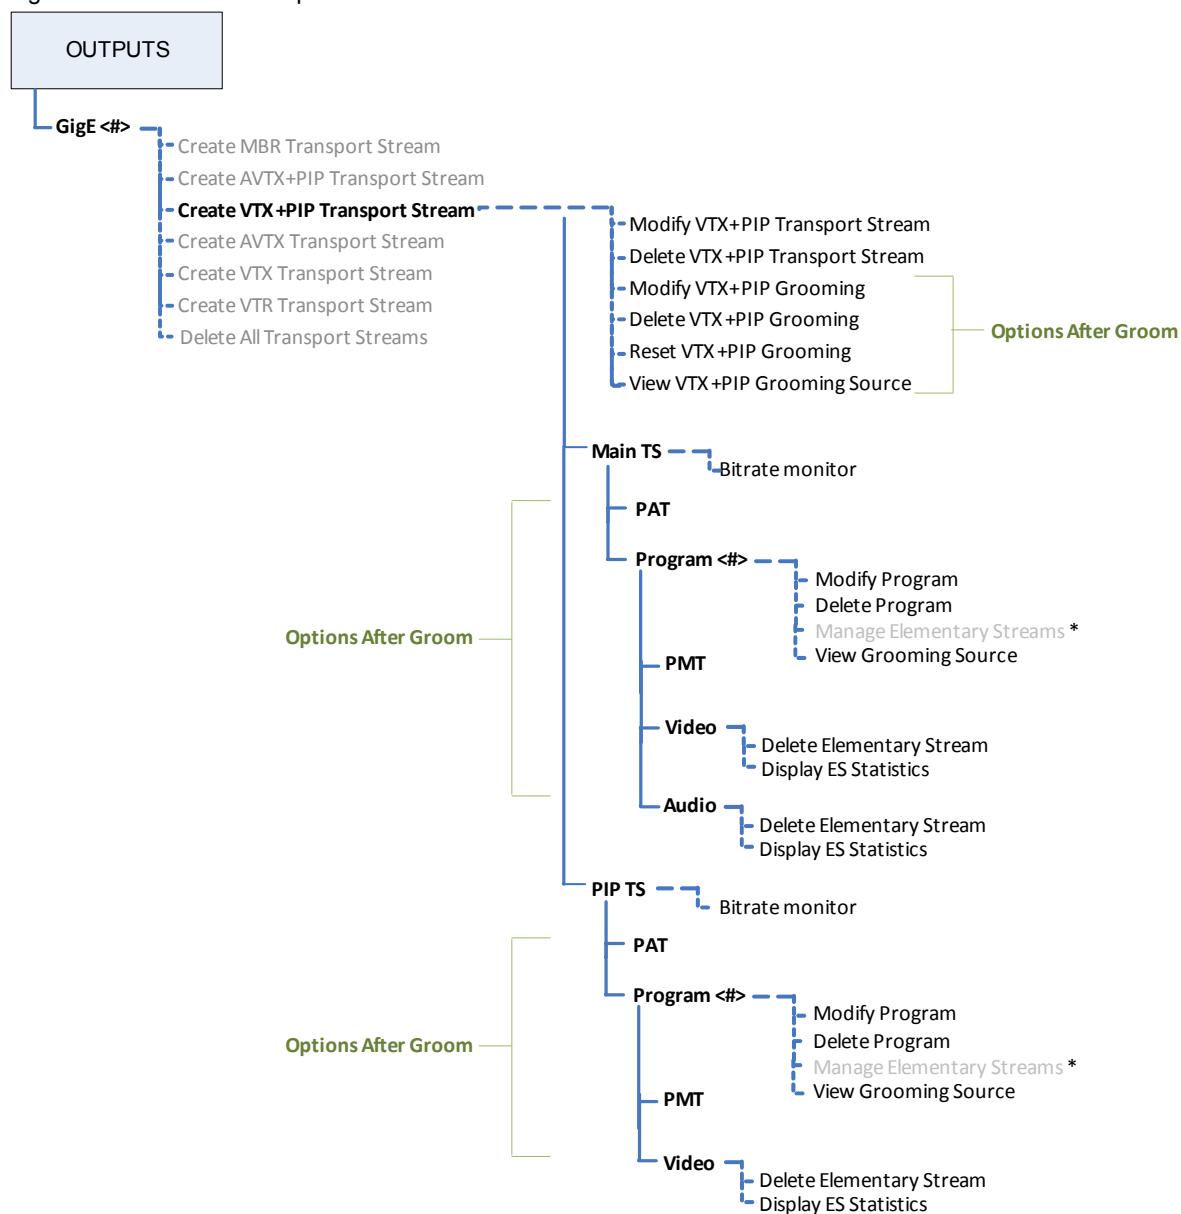 OUTPUTS
GigE <#>
Create MBR Transport Stream
Create AVTX+PIP Transport Stream
Create VTX+PIP Transport Stream
Create AVTX Transport Stream
Create VTX Transport Stream
Create VTR Transport Stream
Delete All Transport Streams
Modify VTX+PIP Transport Stream
Delete VTX+PIP Transport Stream
Modify VTX+PIP Grooming
Delete VTX+PIP Grooming
Reset VTX+PIP Grooming
View VTX+PIP Grooming Source
Options After Groom
Main TS
Bitrate monitor
PAT
Program <#>
Modify Program
Delete Program
Manage Elementary Streams *
View Grooming Source
Options After Groom
PMT
Video
Delete Elementary Stream
Display ES Statistics
Audio
Delete Elementary Stream
Display ES Statistics
PIP TS
Bitrate monitor
PAT
Program <#>
Modify Program
Delete Program
Manage Elementary Streams *
View Grooming Source
Options After Groom
PMT
Video
Delete Elementary Stream
Display ES Statistics